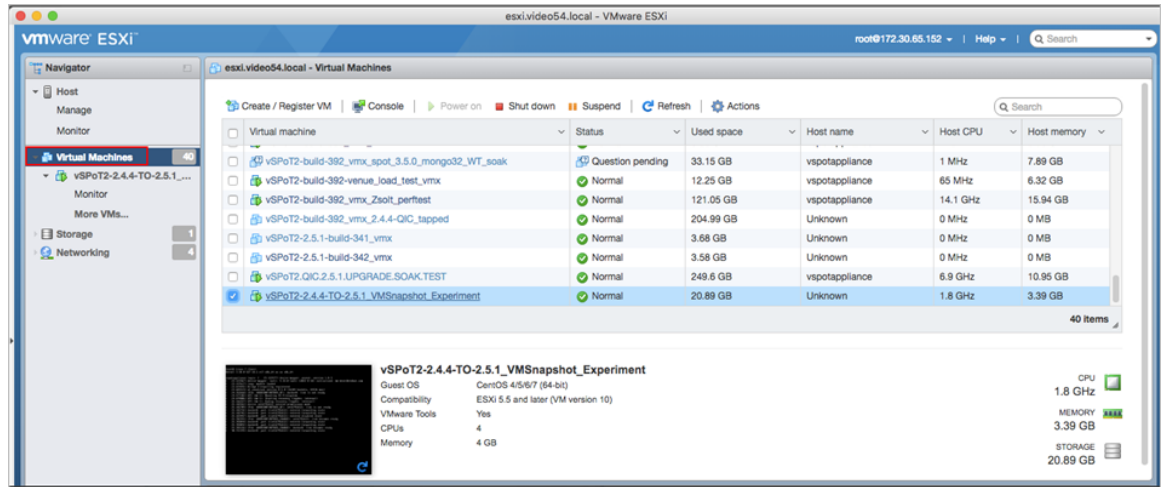 esxi.video54.local - VMware ESXi
vmware ESXi™
root@172.30.65.152 | Help | Search
Navigator
Host
Manage
Monitor
Virtual Machines 40
vSPoT2-2.4.4-TO-2.5.1_...
Monitor
More VMs...
Storage 1
Networking 4
esxi.video54.local - Virtual Machines
Create / Register VM | Console | Power on Shut down Suspend | Refresh | Actions
Search
Virtual machine Status Used space Host name Host CPU Host memory
vSPoT2-build-392_vmx_spot_3.5.0_mongo32_WT_soak Question pending 33.15 GB vspotappliance 1 MHz 7.89 GB
vSPoT2-build-392-venue_load_test_vmx Normal 12.25 GB vspotappliance 65 MHz 6.32 GB
vSPoT2-build-392_vmx_Zsolt_perftest Normal 121.05 GB vspotappliance 14.1 GHz 15.94 GB
vSPoT2-build-392_vmx_2.4.4-QIC_tapped Normal 204.99 GB Unknown 0 MHz 0 MB
vSPoT2-2.5.1-build-341_vmx Normal 3.68 GB Unknown 0 MHz 0 MB
vSPoT2-2.5.1-build-342_vmx Normal 3.58 GB Unknown 0 MHz 0 MB
vSPoT2.QIC.2.5.1.UPGRADE.SOAK.TEST Normal 249.6 GB vspotappliance 6.9 GHz 10.95 GB
vSPoT2-2.4.4-TO-2.5.1_VMSnapshot_Experiment Normal 20.89 GB Unknown 1.8 GHz 3.39 GB
40 items
vSPoT2-2.4.4-TO-2.5.1_VMSnapshot_Experiment
Guest OS CentOS 4/5/6/7 (64-bit)
Compatibility ESXi 5.5 and later (VM version 10)
VMware Tools Yes
CPUs 4
Memory 4 GB
CPU
1.8 GHz
MEMORY
3.39 GB
STORAGE
20.89 GB